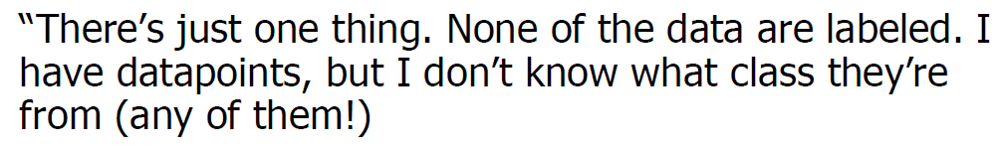 “There’s just one thing. None of the data are labeled. I
have datapoints, but I don’t know what class they’re
from (any of them!)